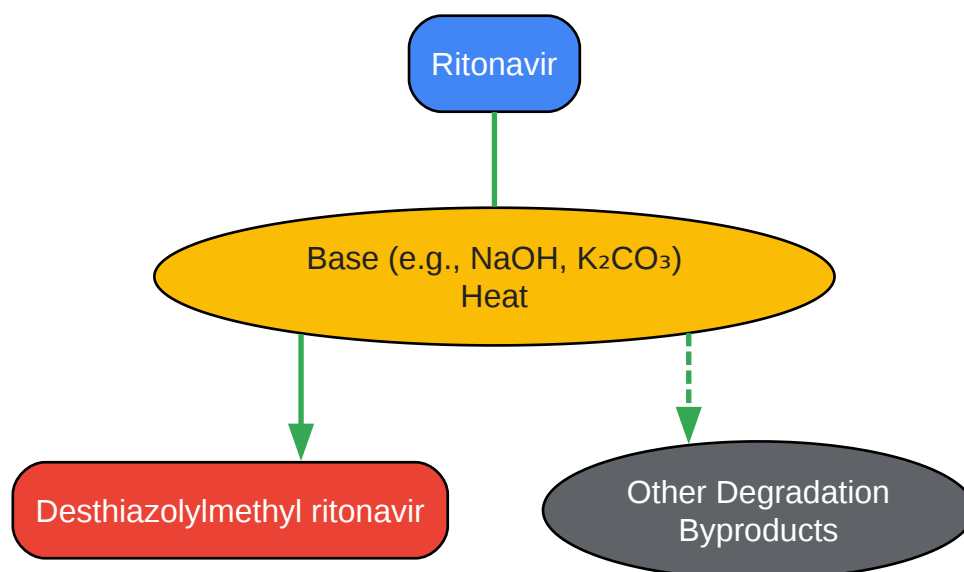 Ritonavir
Base (e.g., NaOH, K₂CO₃)
Heat
Desthiazolylmethyl ritonavir
Other Degradation
Byproducts